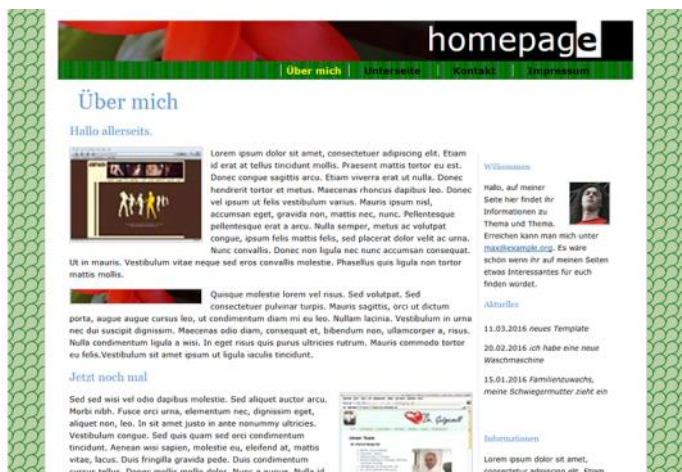 homepage
Über mich
Unterseite
Kontakt
Impressum
Über mich
Hallo allerseits.
Lorem ipsum dolor sit amet, consectetuer adipiscing elit. Etiam
id erat at tellus tincidunt mollis. Praesent mattis tortor eu est.
Donec congue sagittis arcu. Etiam viverra erat ut nulla. Donec
hendrerit tortor et metus. Maecenas rhoncus dapibus leo. Donec
vel ipsum ut felis vestibulum varius. Mauris ipsum nisl,
accumsan eget, gravida non, mattis nec, nunc. Pellentesque
pellentesque erat a arcu. Nulla semper, metus ac volutpat
congue, ipsum felis mattis felis, sed placerat dolor velit ac urna.
Nunc convallis. Donec non ligula nec nunc accumsan consequat.
Ut in mauris. Vestibulum vitae neque sed eros convallis molestie. Phasellus quis ligula non tortor
mattis mollis.
Quisque molestie lorem vel risus. Sed volutpat. Sed
consectetuer pulvinar turpis. Mauris sagittis, orci ut dictum
porta, augue augue cursus leo, ut condimentum diam mi eu leo. Nullam lacinia. Vestibulum in urna
nec dui suscipit dignissim. Maecenas odio diam, consequat et, bibendum non, ullamcorper a, risus.
Nulla condimentum ligula a wisi. In eget risus quis purus ultricies rutrum. Mauris commodo tortor
eu felis.Vestibulum sit amet ipsum ut ligula iaculis tincidunt.
Jetzt noch mal
Sed sed wisi vel odio dapibus molestie. Sed aliquet auctor arcu.
Morbi nibh. Fusce orci urna, elementum nec, dignissim eget,
aliquet non, leo. In sit amet justo in ante nonummy ultricies.
Vestibulum congue. Sed quis quam sed orci condimentum
tincidunt. Aenean wisi sapien, molestie eu, eleifend at, mattis
vitae, lacus. Duis fringilla gravida pede. Duis condimentum
cursus tellus. Donec mollis mollis dolor. Nunc a augue. Nulla id
Willkommen
Hallo, auf meiner
Seite hier findet ihr
Informationen zu
Thema und Thema.
Erreichen kann man mich unter
max@example.org. Es wäre
schön wenn ihr auf meinen Seiten
etwas Interessantes für euch
finden würdet.
Aktuelles
11.03.2016 neues Template
20.02.2016 ich habe eine neue
Waschmaschine
15.01.2016 Familienzuwachs,
meine Schwiegermutter zieht ein
Informationen
Lorem ipsum dolor sit amet,
consectetur adipiscing elit. Etiam